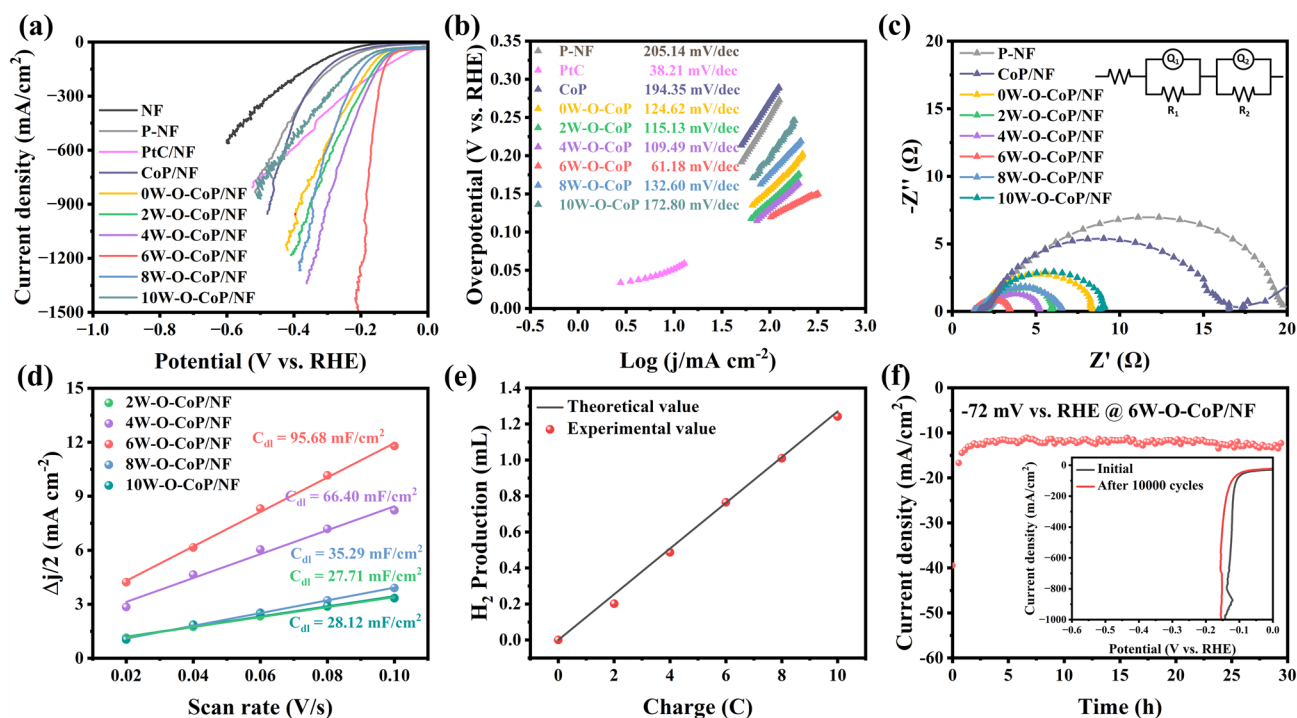 (a)
Current density (mA/cm²)
0
−300
−600
−900
−1200
−1500
NF
P-NF
PtC/NF
CoP/NF
0W-O-CoP/NF
2W-O-CoP/NF
4W-O-CoP/NF
6W-O-CoP/NF
8W-O-CoP/NF
10W-O-CoP/NF
−1.0 −0.8 −0.6 −0.4 −0.2 0.0
Potential (V vs. RHE)
(b)
Overpotential (V vs. RHE)
0.35
0.30
0.25
0.20
0.15
0.10
0.05
0.00
P-NF 205.14 mV/dec
PtC 38.21 mV/dec
CoP 194.35 mV/dec
0W-O-CoP 124.62 mV/dec
2W-O-CoP 115.13 mV/dec
4W-O-CoP 109.49 mV/dec
6W-O-CoP 61.18 mV/dec
8W-O-CoP 132.60 mV/dec
10W-O-CoP 172.80 mV/dec
-0.5 0.0 0.5 1.0 1.5 2.0 2.5 3.0
Log (j/mA cm⁻²)
(c)
-Z'' (Ω)
20
15
10
5
0
P-NF
CoP/NF
0W-O-CoP/NF
2W-O-CoP/NF
4W-O-CoP/NF
6W-O-CoP/NF
8W-O-CoP/NF
10W-O-CoP/NF
Q₁ Q₂
R₁ R₂
0 5 10 15 20
Z' (Ω)
(d)
Δj/2 (mA cm⁻²)
15
12
9
6
3
0
2W-O-CoP/NF
4W-O-CoP/NF
6W-O-CoP/NF
8W-O-CoP/NF
10W-O-CoP/NF
C_dl = 95.68 mF/cm²
C_dl = 66.40 mF/cm²
C_dl = 35.29 mF/cm²
C_dl = 27.71 mF/cm²
C_dl = 28.12 mF/cm²
0.02 0.04 0.06 0.08 0.10
Scan rate (V/s)
(e)
H₂ Production (mL)
1.4
1.2
1.0
0.8
0.6
0.4
0.2
0.0
Theoretical value
Experimental value
0 2 4 6 8 10
Charge (C)
(f)
Current density (mA/cm²)
0
-10
-20
-30
-40
-50
-60
-72 mV vs. RHE @ 6W-O-CoP/NF
Current density (mA/cm²)
0
-200
-400
-600
-800
-1000
Initial
After 10000 cycles
-0.6 -0.5 -0.4 -0.3 -0.2 -0.1 0.0
Potential (V vs. RHE)
0 5 10 15 20 25 30
Time (h)